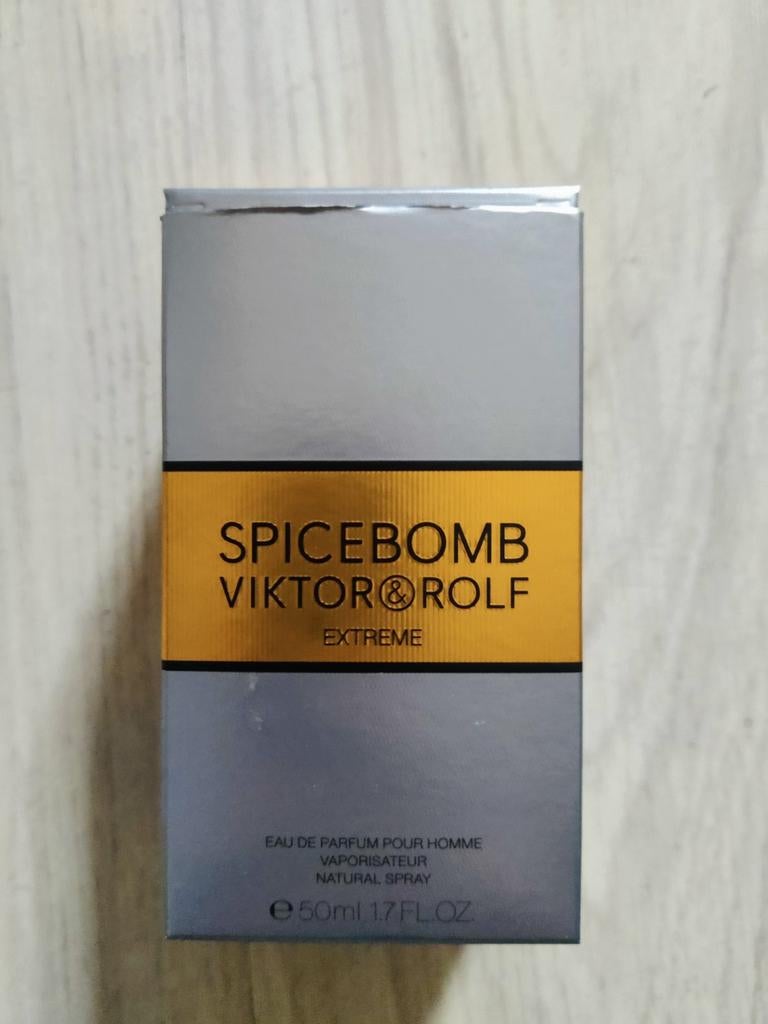 SPICEBOMB
VIKTOR&ROLF
EXTREME
EAU DE PARFUM POUR HOMME
VAPORISATEUR
NATURAL SPRAY
℮50ml 1.7 FL.OZ.